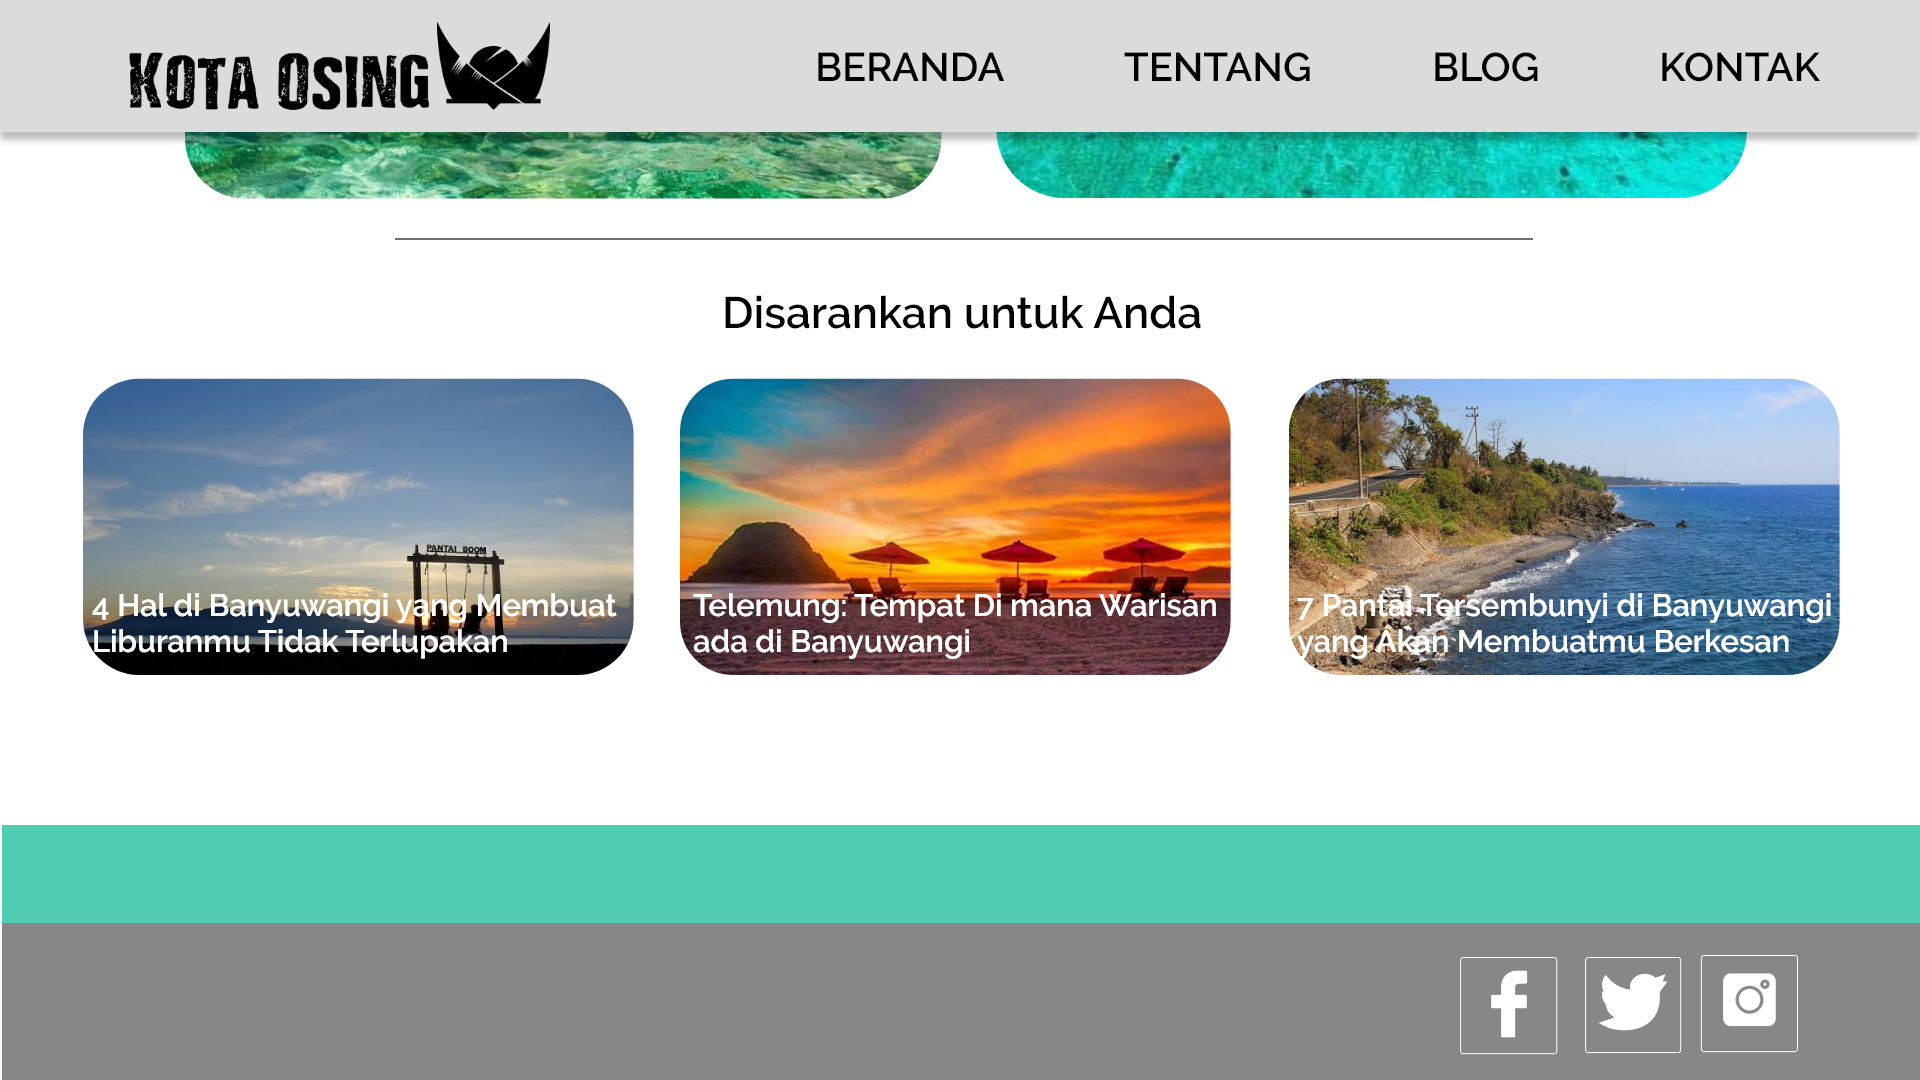 KOTA OSING
BERANDA
TENTANG
BLOG
KONTAK
Disarankan untuk Anda
PANTAI BOOM
4 Hal di Banyuwangi yang Membuat
Liburanmu Tidak Terlupakan
Telemung: Tempat Di mana Warisan
ada di Banyuwangi
7 Pantai Tersembunyi di Banyuwangi
yang Akan Membuatmu Berkesan